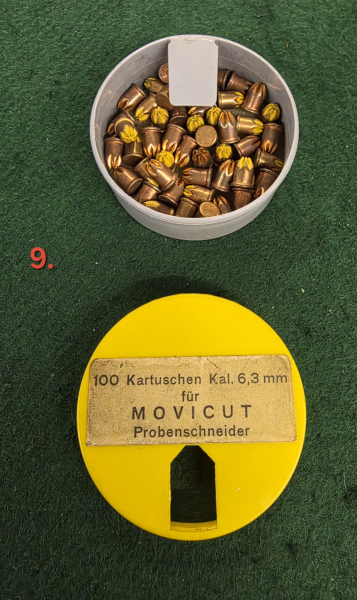 9.
100 Kartuschen Kal. 6,3 mm
für
MOVICUT
Probenschneider